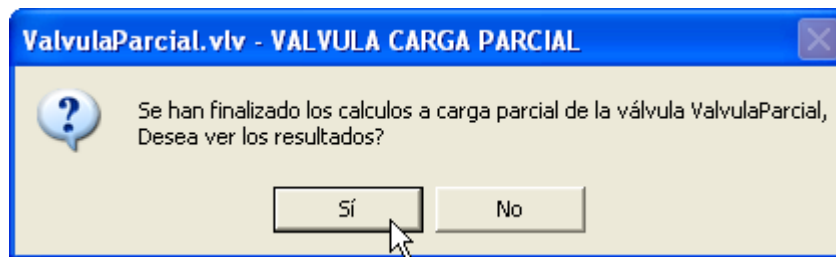 ValvulaParcial.vlv - VALVULA CARGA PARCIAL
Se han finalizado los calculos a carga parcial de la válvula ValvulaParcial,
Desea ver los resultados?
Sí
No